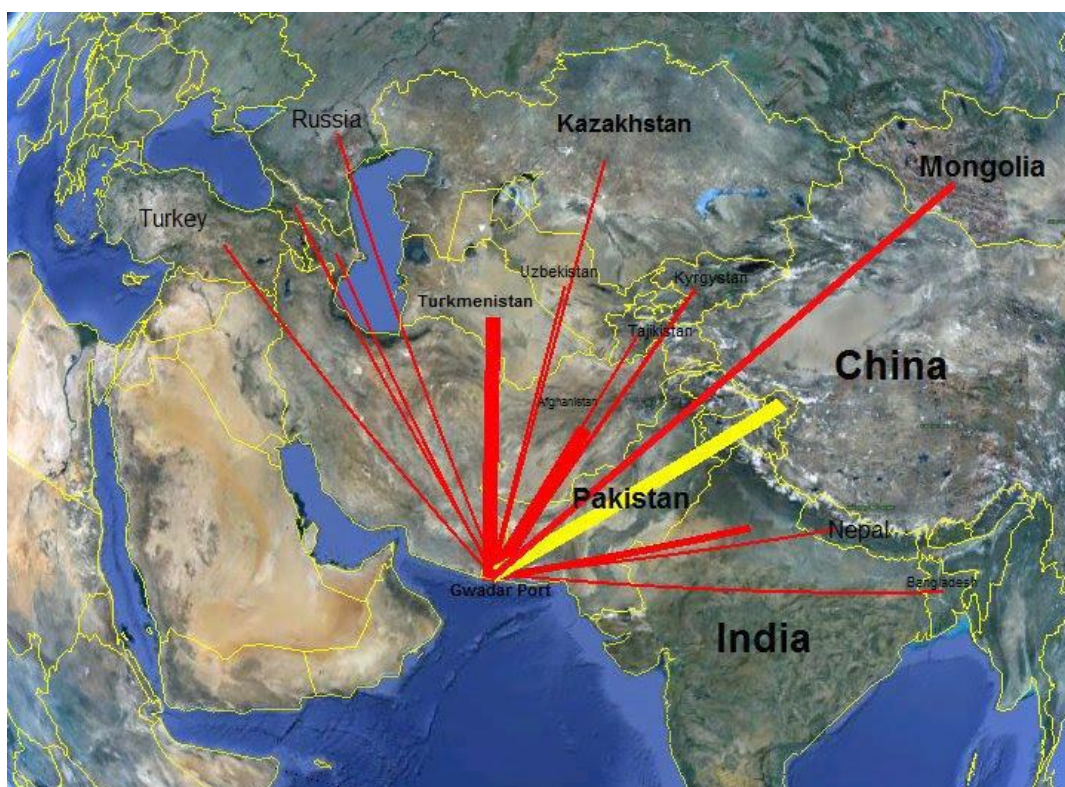 Russia
Kazakhstan
Mongolia
Turkey
Uzbekistan
Kyrgystan
Turkmenistan
Tajikistan
China
Afghanistan
Pakistan
Nepal
Gwadar Port
Bangladesh
India